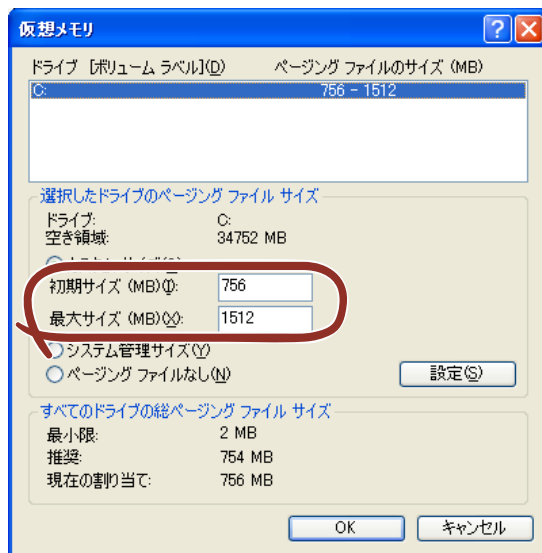 仮想メモリ
ドライブ [ボリューム ラベル](D) ページング ファイルのサイズ (MB)
C: 756 - 1512
選択したドライブのページング ファイル サイズ
ドライブ: C:
空き領域: 34752 MB
初期サイズ (MB)(I): 756
最大サイズ (MB)(X): 1512
システム管理サイズ(Y)
ページング ファイルなし(N)
設定(S)
すべてのドライブの総ページング ファイル サイズ
最小限: 2 MB
推奨: 754 MB
現在の割り当て: 756 MB
OK キャンセル